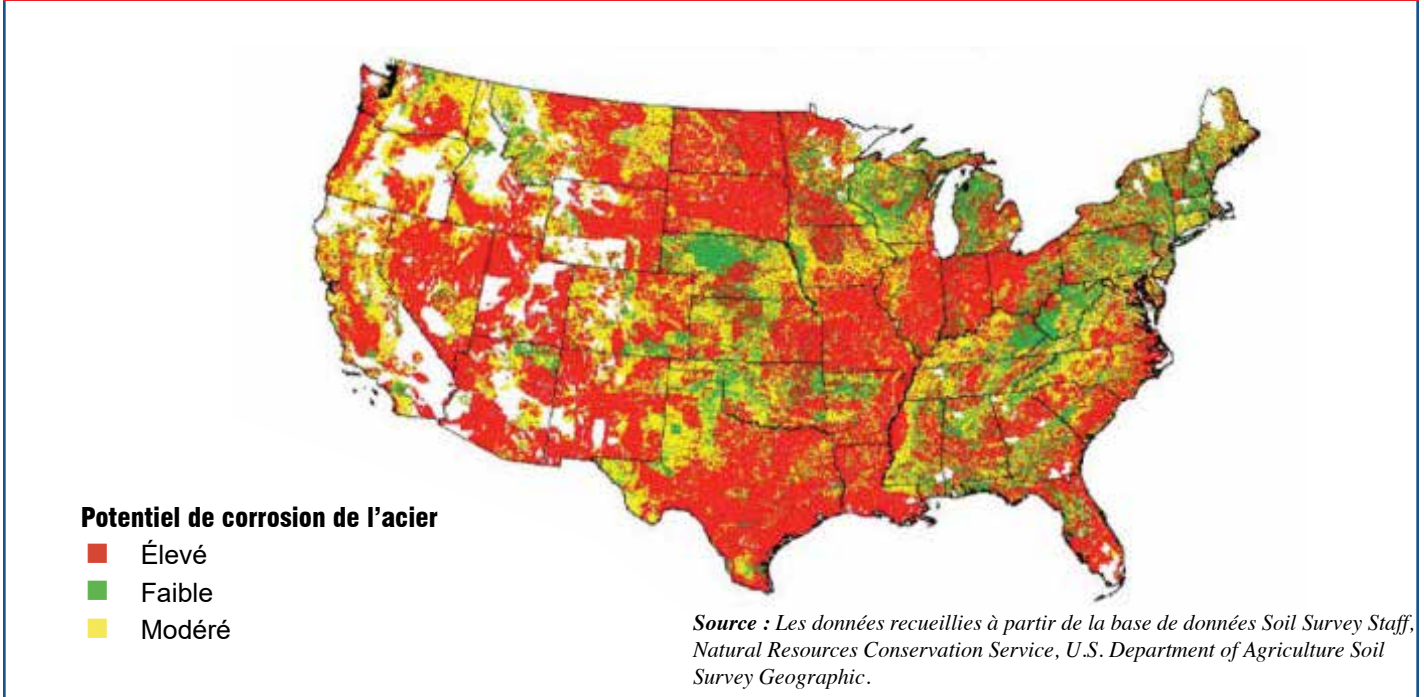 Potentiel de corrosion de l’acier
Élevé
Faible
Modéré
Source : Les données recueillies à partir de la base de données Soil Survey Staff,
Natural Resources Conservation Service, U.S. Department of Agriculture Soil
Survey Geographic.